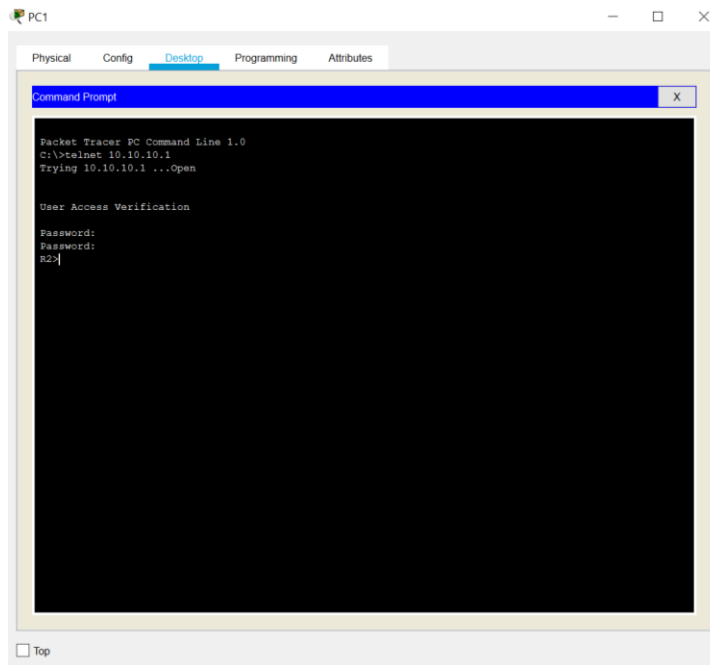 PC1
Physical Config Desktop Programming Attributes
Command Prompt X
Packet Tracer PC Command Line 1.0
C:\>telnet 10.10.10.1
Trying 10.10.10.1 ...Open
User Access Verification
Password:
Password:
R2>
Top